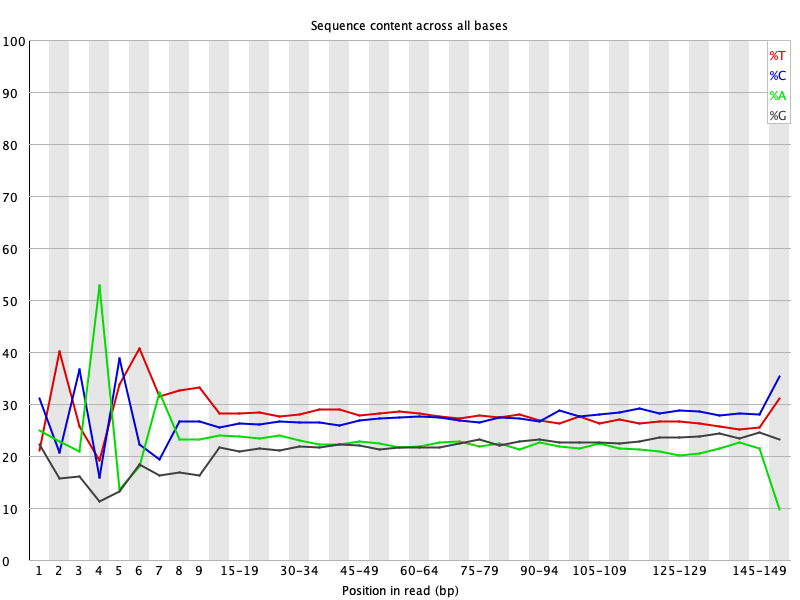 Sequence content across all bases
100
90
80
70
60
50
40
30
20
10
0
%T
%C
%A
%G
1 2 3 4 5 6 7 8 9 15-19 30-34 45-49 60-64 75-79 90-94 105-109 125-129 145-149
Position in read (bp)